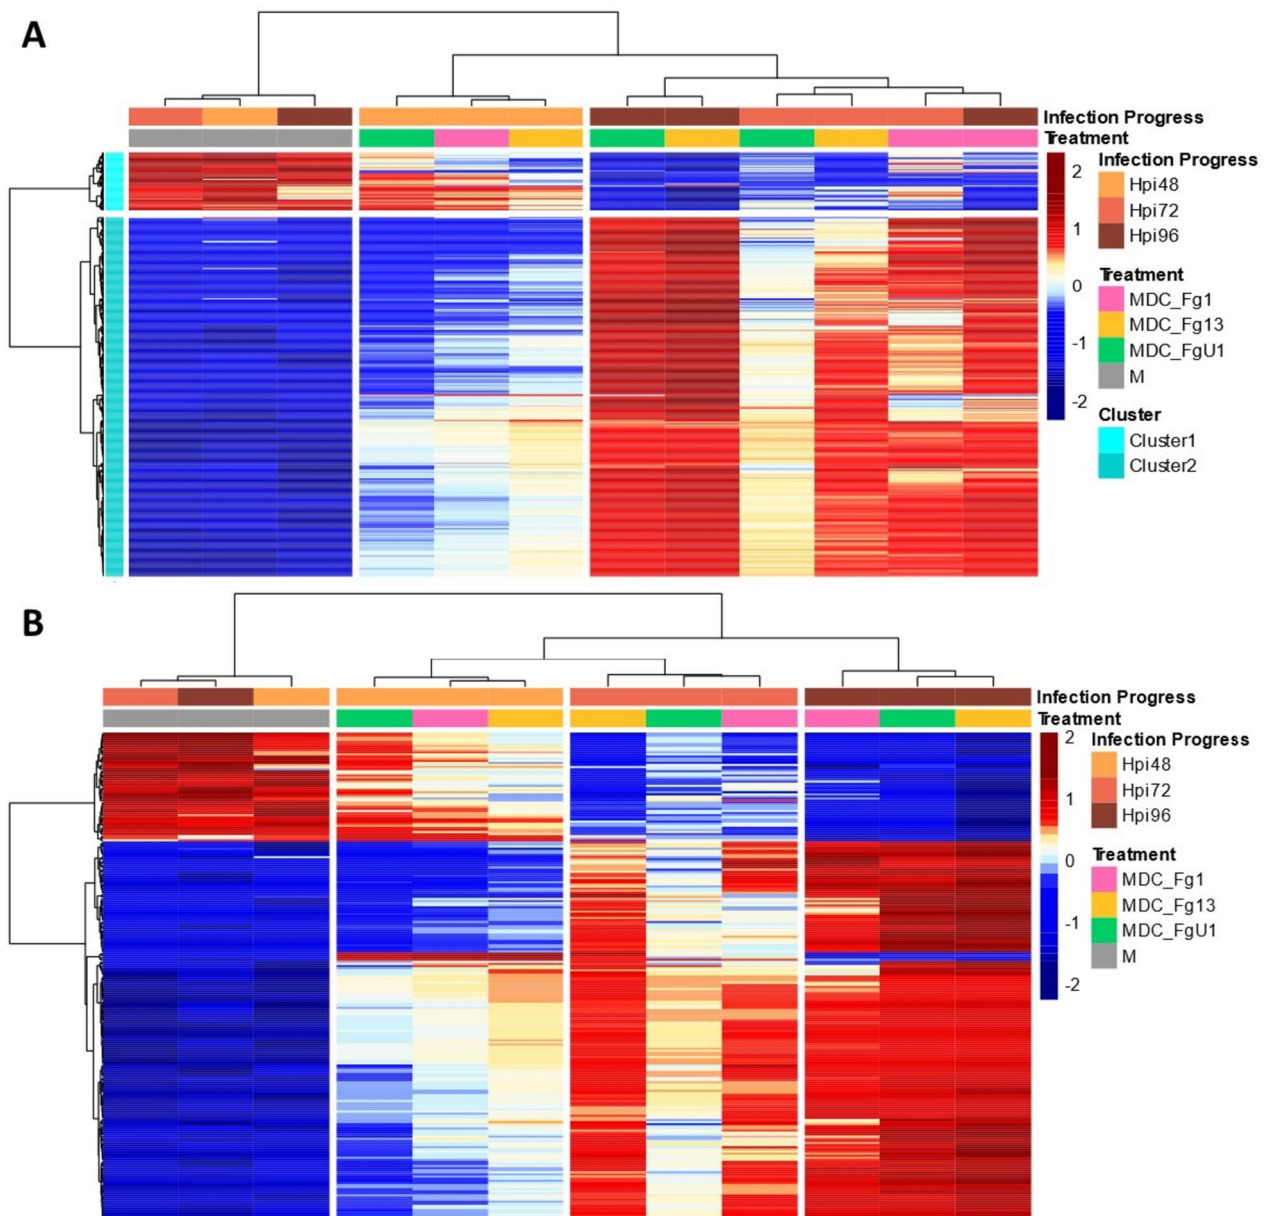 A
Infection Progress
Treatment
2
1
0
-1
-2
Infection Progress
Hpi48
Hpi72
Hpi96
Treatment
MDC_Fg1
MDC_Fg13
MDC_FgU1
M
Cluster
Cluster1
Cluster2
B
Infection Progress
Treatment
2
1
0
-1
-2
Infection Progress
Hpi48
Hpi72
Hpi96
Treatment
MDC_Fg1
MDC_Fg13
MDC_FgU1
M